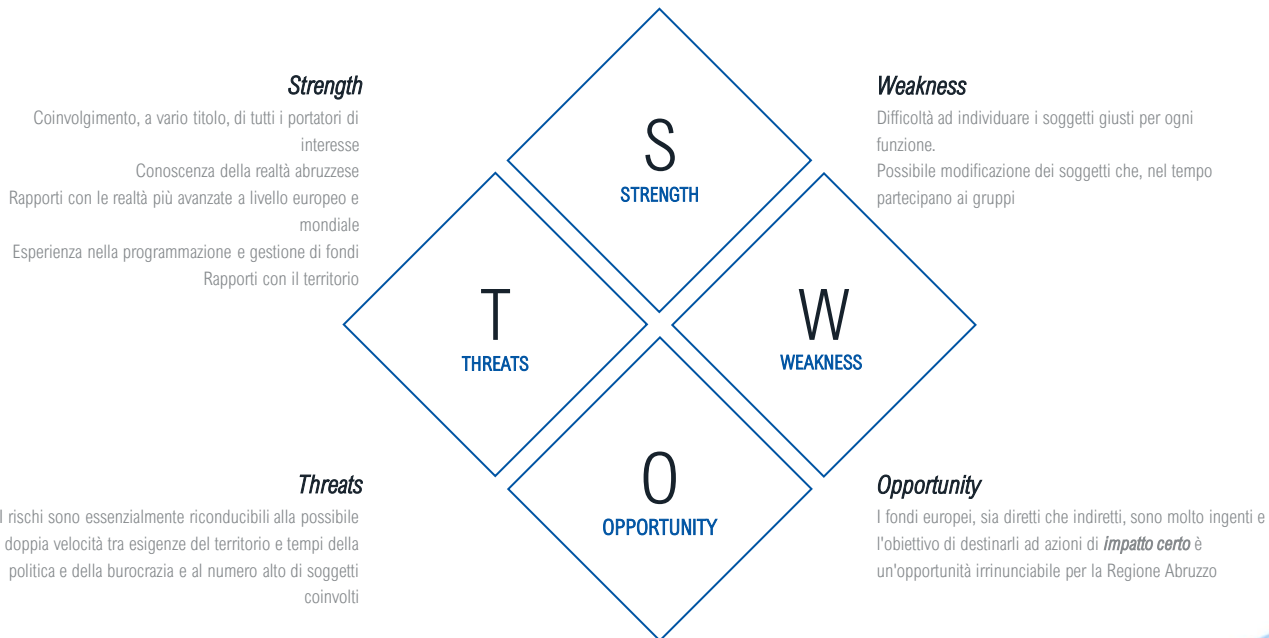 Strength
Coinvolgimento, a vario titolo, di tutti i portatori di
interesse
Conoscenza della realtà abruzzese
Rapporti con le realtà più avanzate a livello europeo e
mondiale
Esperienza nella programmazione e gestione di fondi
Rapporti con il territorio
S
STRENGTH
Weakness
Difficoltà ad individuare i soggetti giusti per ogni
funzione.
Possibile modificazione dei soggetti che, nel tempo
partecipano ai gruppi
T
THREATS
W
WEAKNESS
O
OPPORTUNITY
Threats
I rischi sono essenzialmente riconducibili alla possibile
doppia velocità tra esigenze del territorio e tempi della
politica e della burocrazia e al numero alto di soggetti
coinvolti
Opportunity
I fondi europei, sia diretti che indiretti, sono molto ingenti e
l'obiettivo di destinarli ad azioni di impatto certo è
un'opportunità irrinunciabile per la Regione Abruzzo